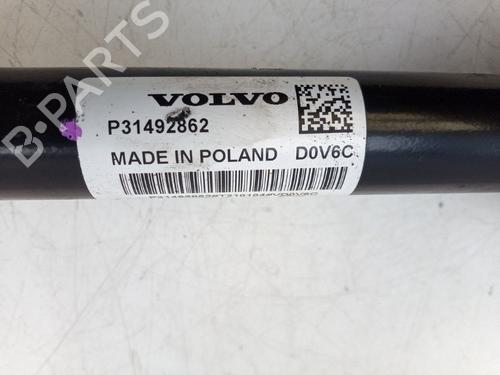 VOLVO
P31492862
MADE IN POLAND D0V6C
B-PARTS